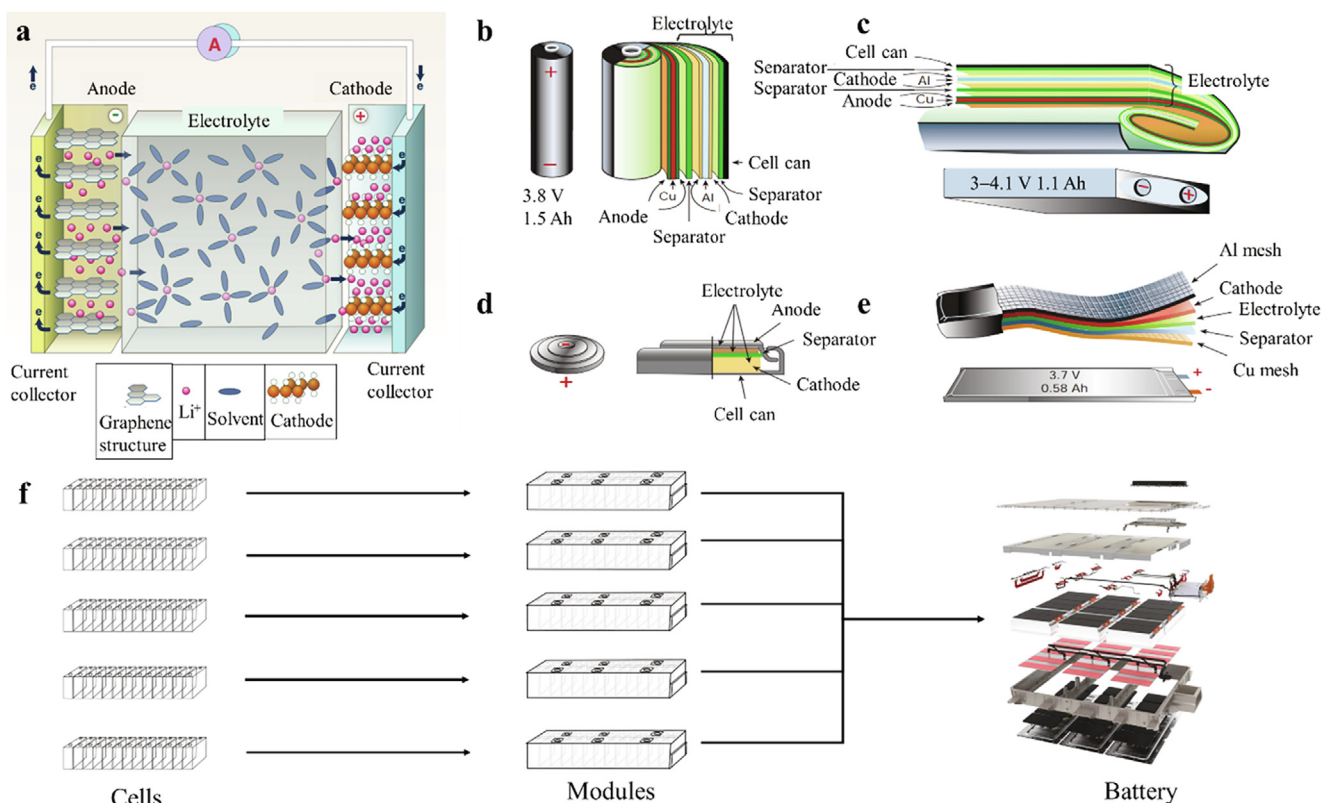 a
A
e
e
Anode
Cathode
-
+
Electrolyte
e
e
e
e
e
e
e
e
Current
collector
Current
collector
Graphene
structure
Li+
Solvent
Cathode
b
Electrolyte
+
−
3.8 V
1.5 Ah
Cu
Al
Cell can
Separator
Cathode
Anode
Separator
c
Cell can
Separator
Cathode
Al
Separator
Anode
Cu
Electrolyte
3–4.1 V 1.1 Ah
−
+
d
Electrolyte
Anode
Separator
Cathode
Cell can
−
+
e
Al mesh
Cathode
Electrolyte
Separator
Cu mesh
3.7 V
0.58 Ah
+
-
f
Cells
Modules
Battery